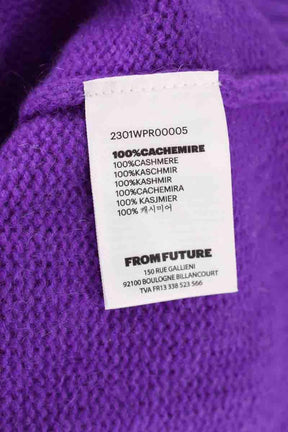 2301WPR00005
100%CACHEMIRE
100%CASHMERE
100%KASCHMIR
100%KASHMIR
100%CACHEMIRA
100% KASJMIER
100% 캐시미어
FROM FUTURE
150 RUE GALLIENI
92100 BOULOGNE BILLANCOURT
TVA FR13 338 523 566